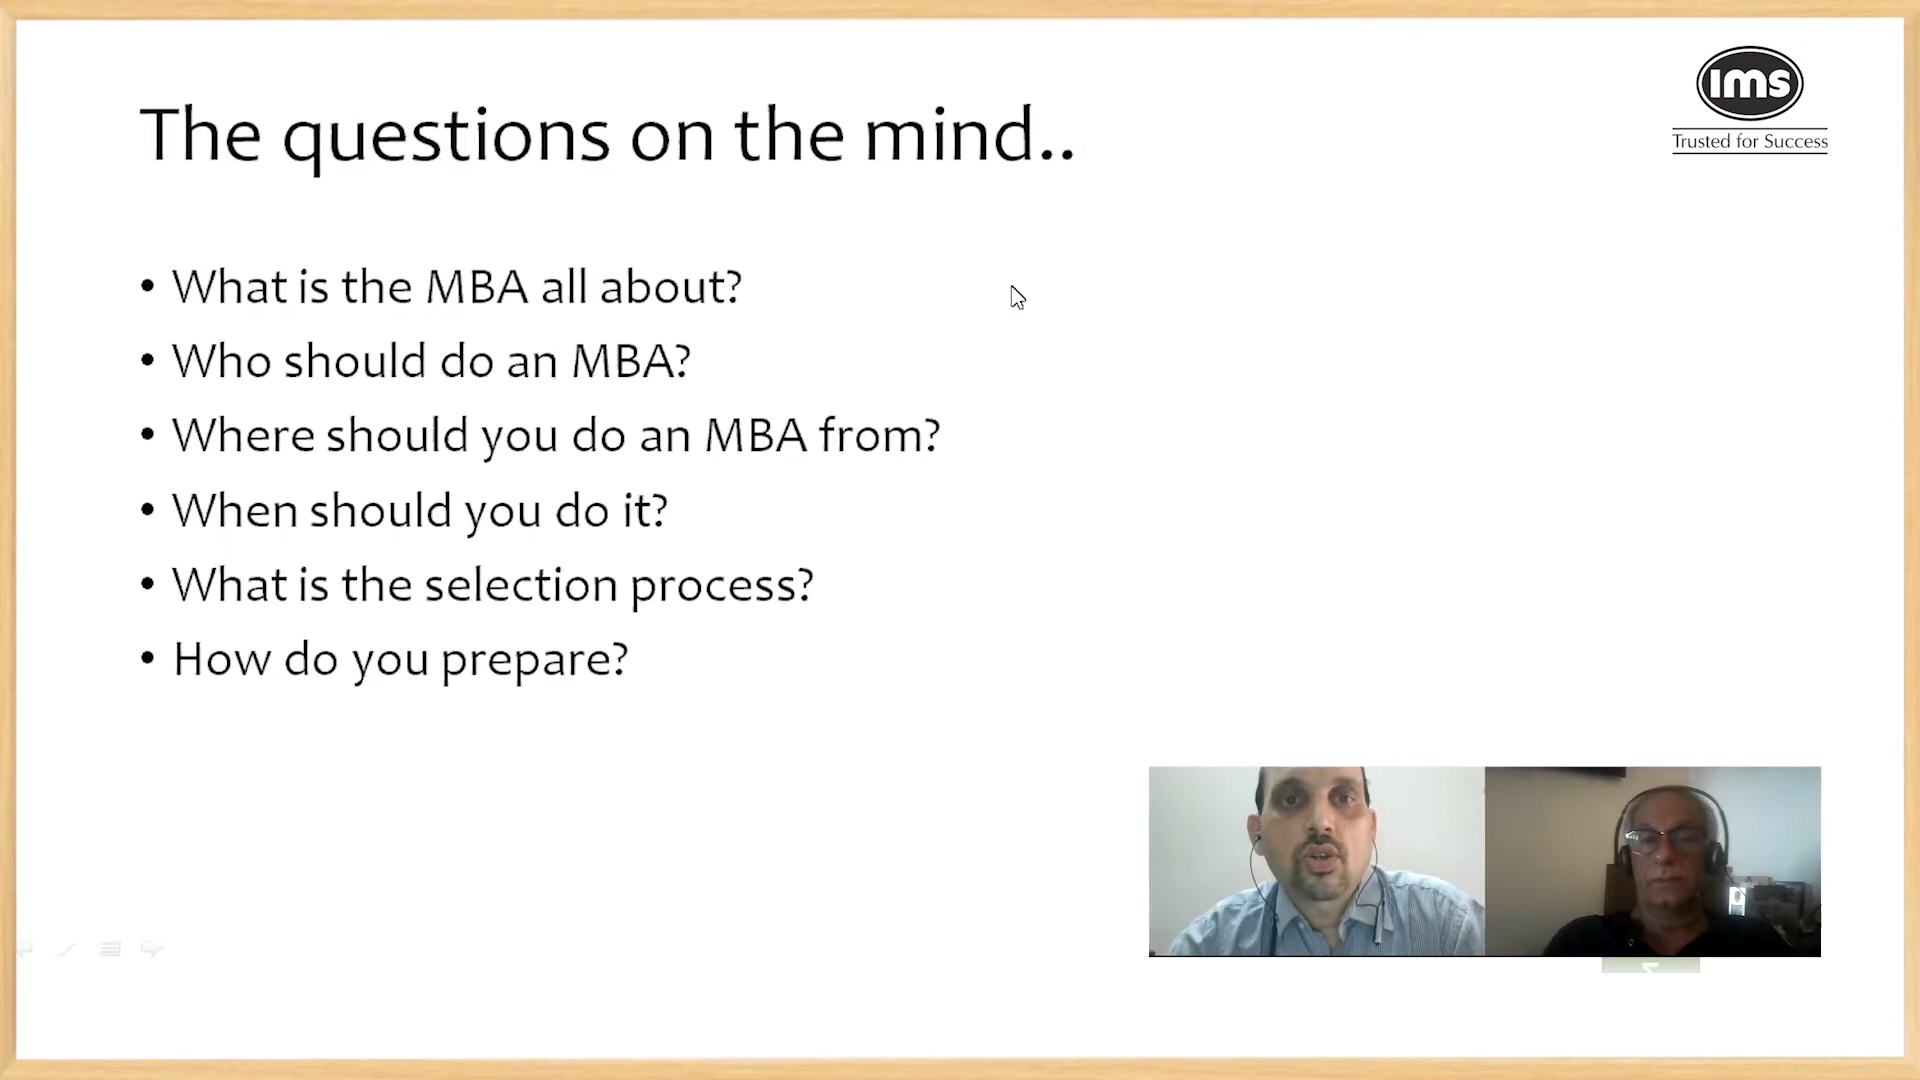 The questions on the mind..
ims
Trusted for Success
• What is the MBA all about?
• Who should do an MBA?
• Where should you do an MBA from?
• When should you do it?
• What is the selection process?
• How do you prepare?